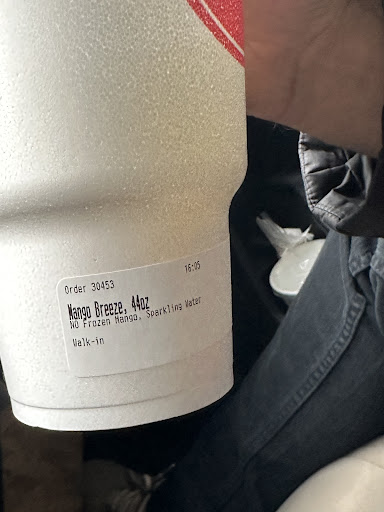 Order 30453 16:05
Mango Breeze, 44oz
No Frozen Mango, Sparkling Water
Walk-in